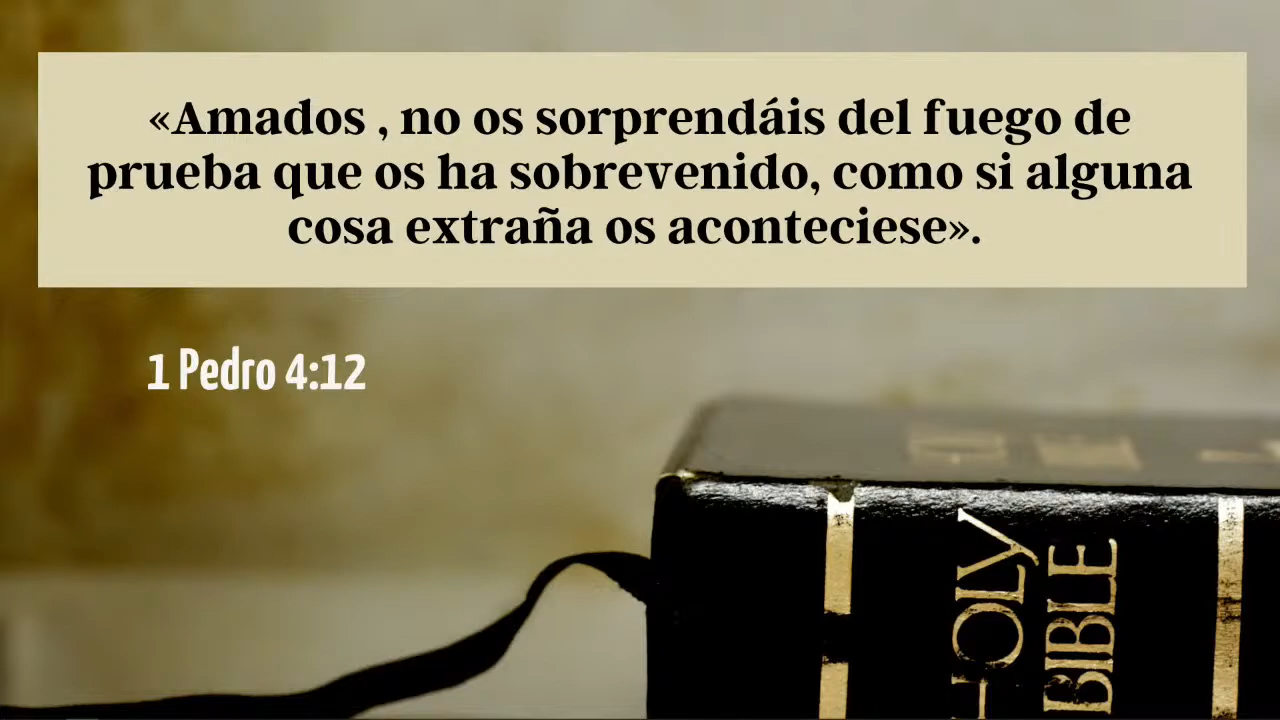 «Amados , no os sorprendáis del fuego de
prueba que os ha sobrevenido, como si alguna
cosa extraña os aconteciese».
1 Pedro 4:12
HOLY
BIBLE